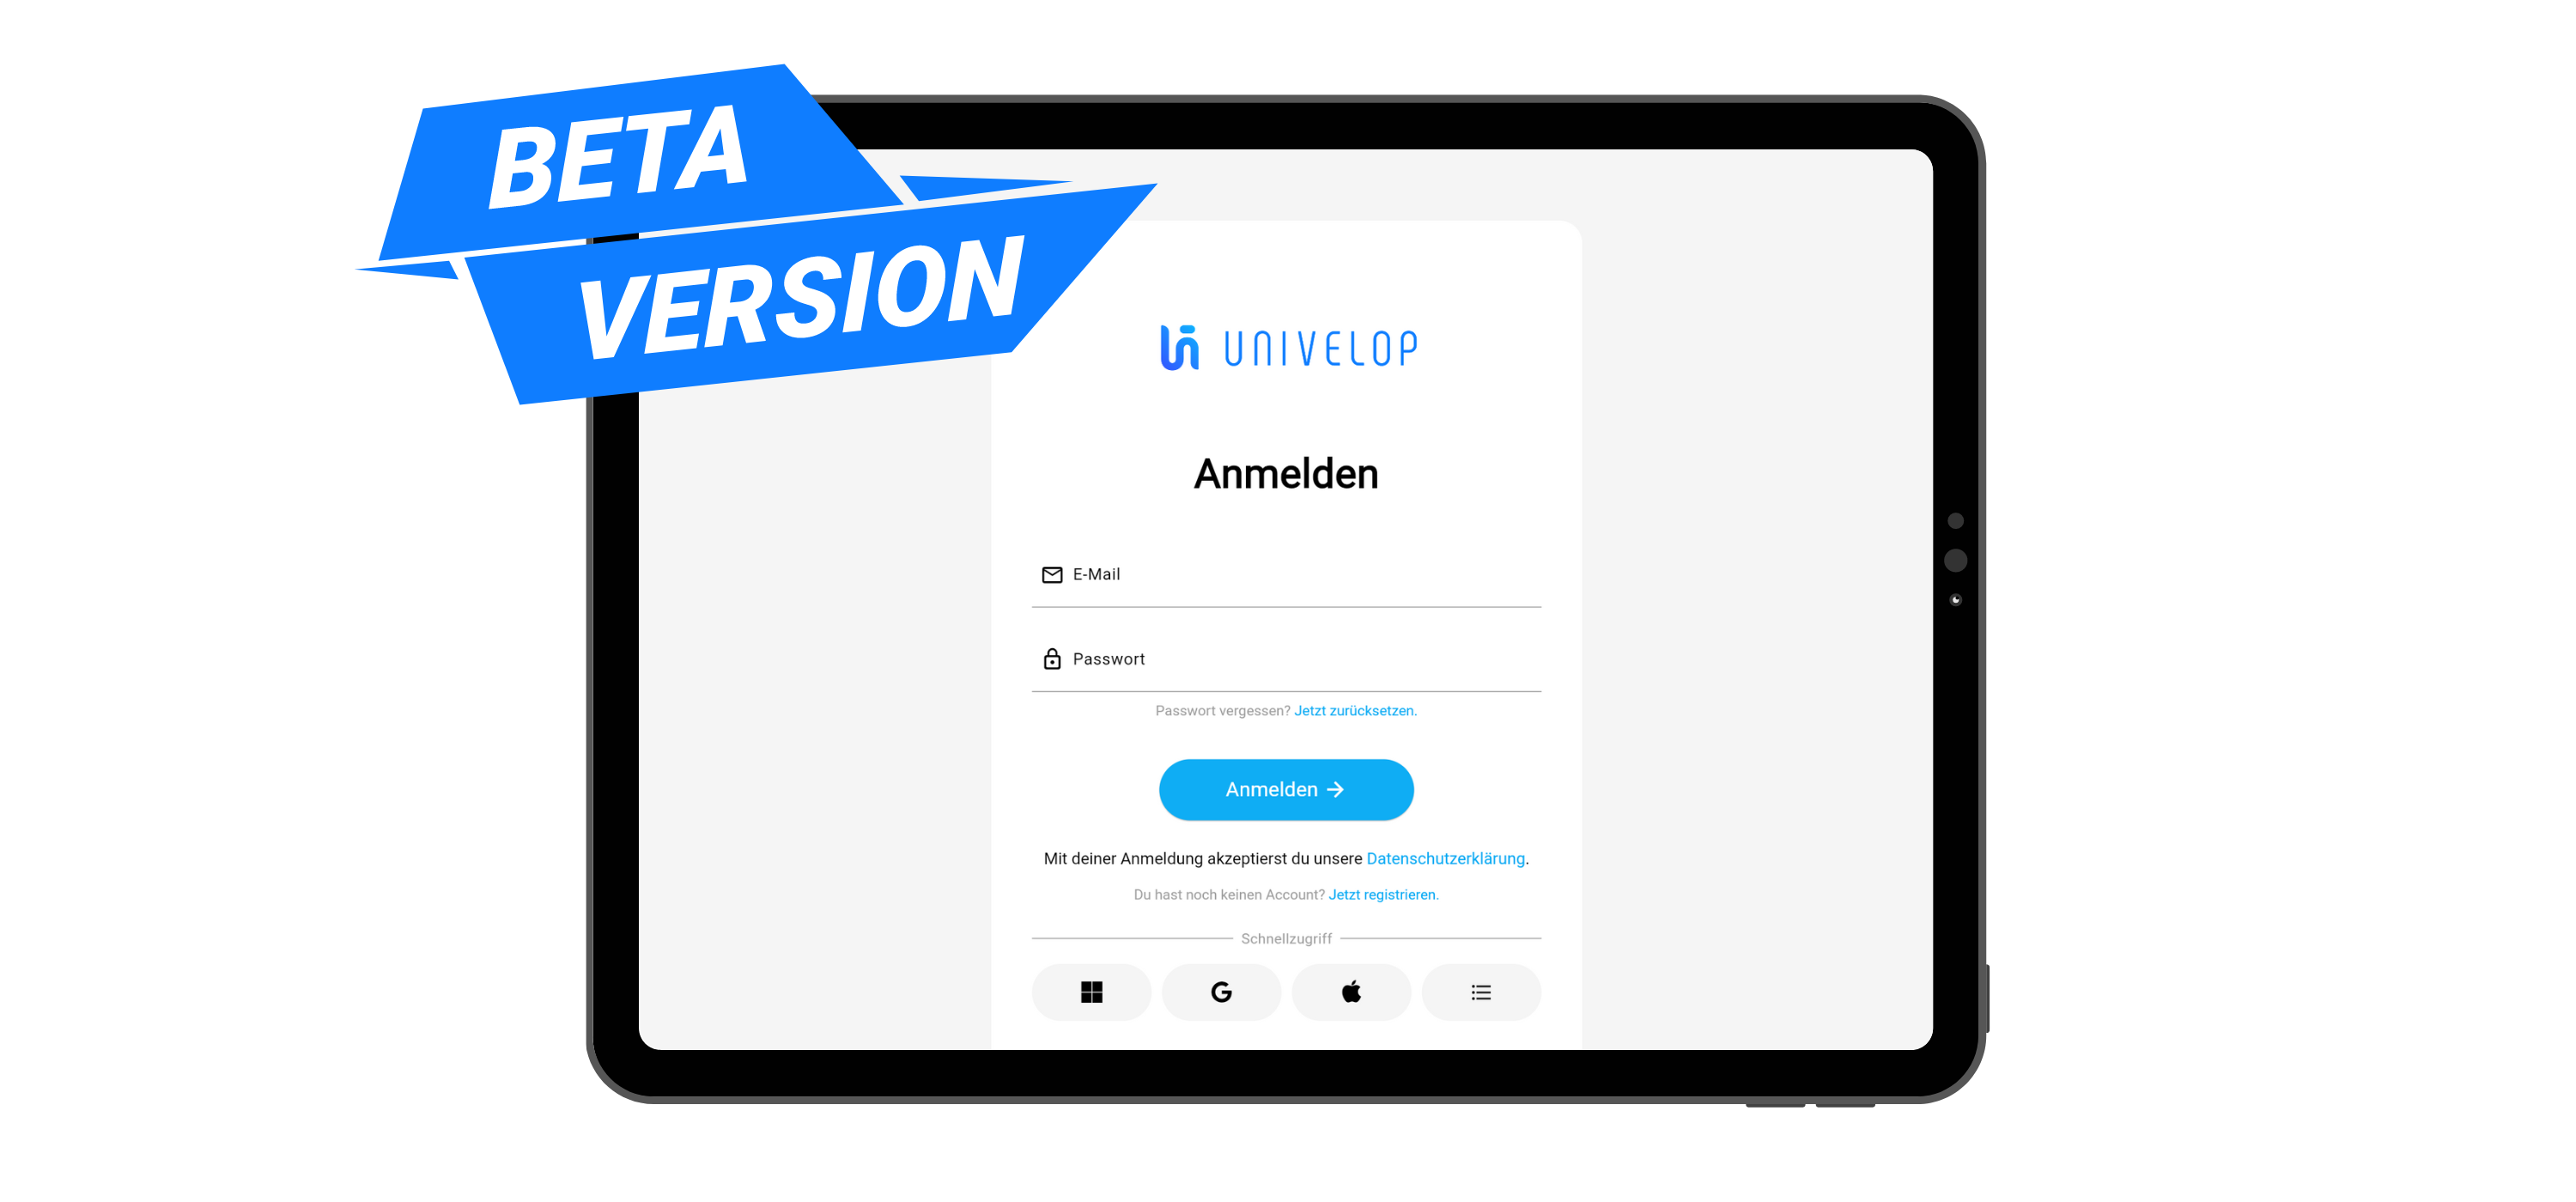 BETA
VERSION
UNIVELOP
Anmelden
E-Mail
Passwort
Passwort vergessen? Jetzt zurücksetzen.
Anmelden →
Mit deiner Anmeldung akzeptierst du unsere Datenschutzerklärung.
Du hast noch keinen Account? Jetzt registrieren.
Schnellzugriff